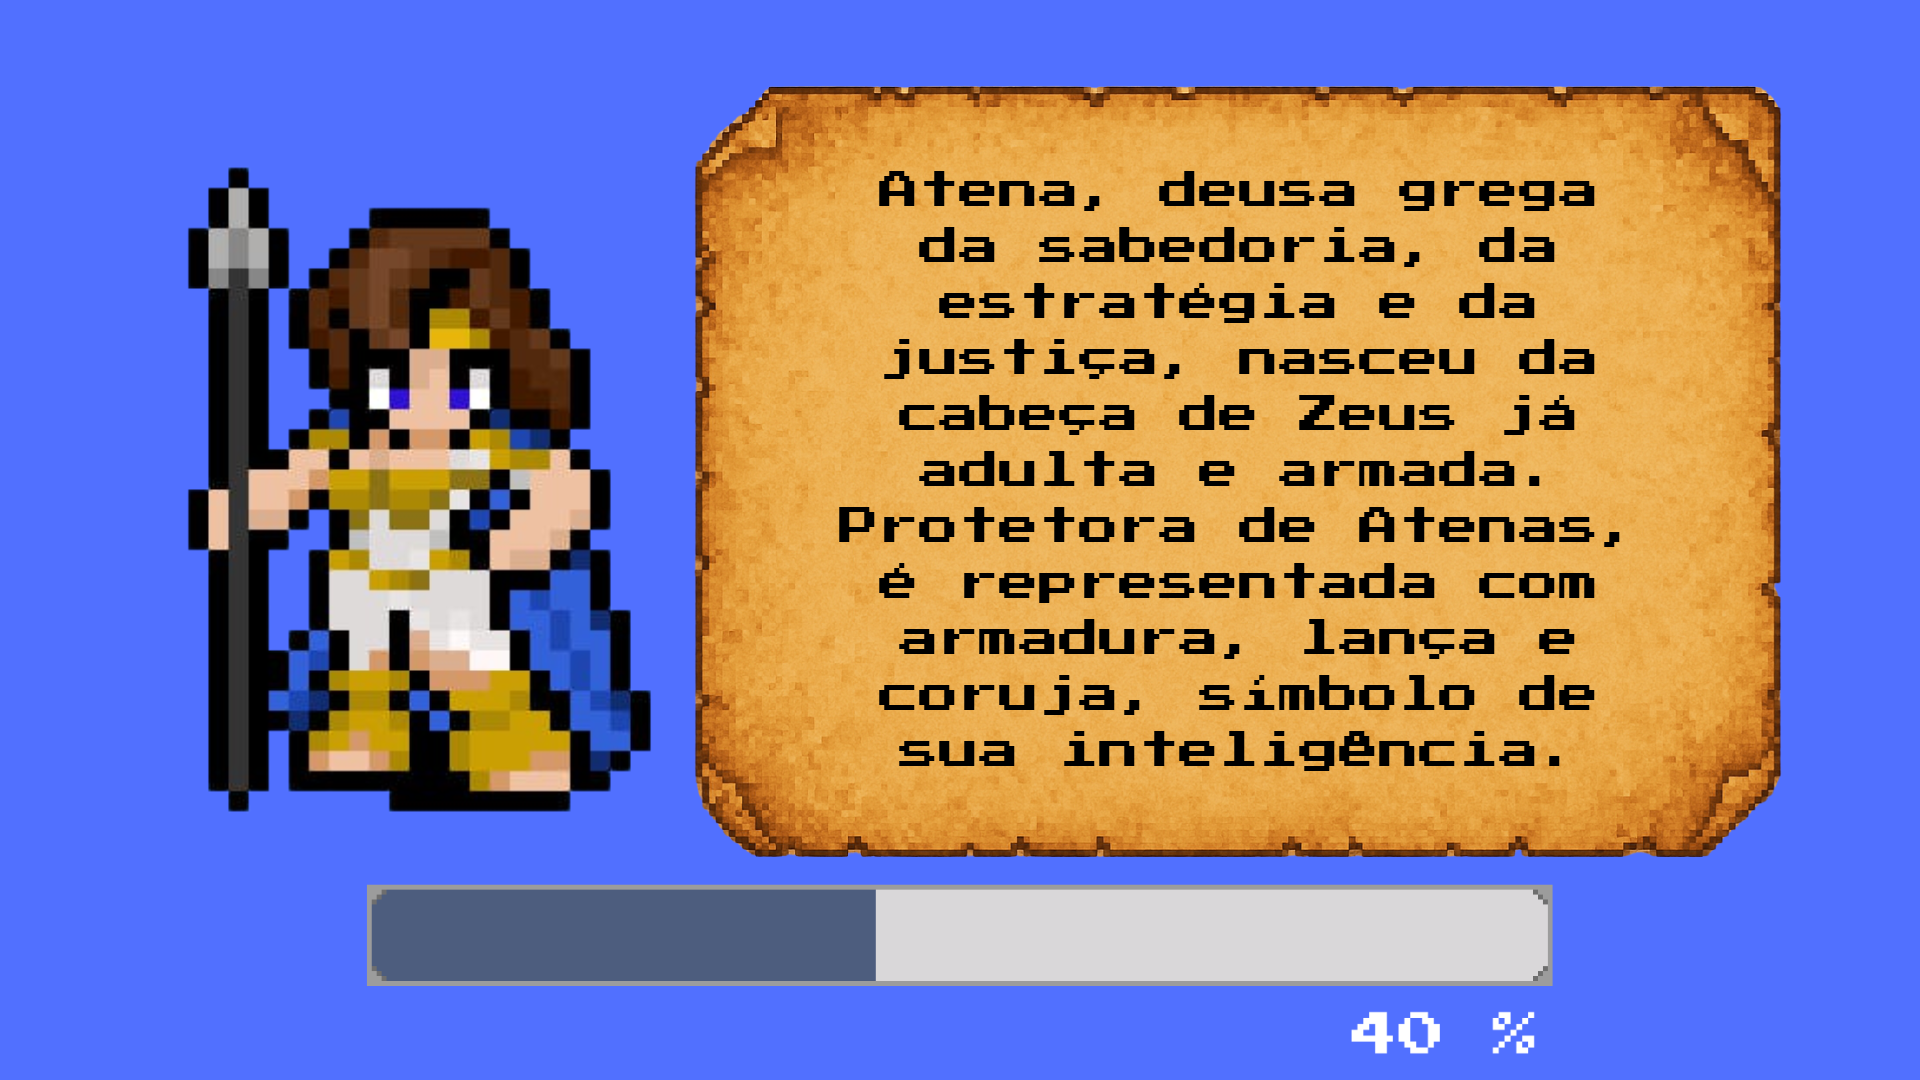 Atena, deusa grega
da sabedoria, da
estratégia e da
justiça, nasceu da
cabeça de Zeus já
adulta e armada.
Protetora de Atenas,
é representada com
armadura, lança e
coruja, símbolo de
sua inteligência.
40 %